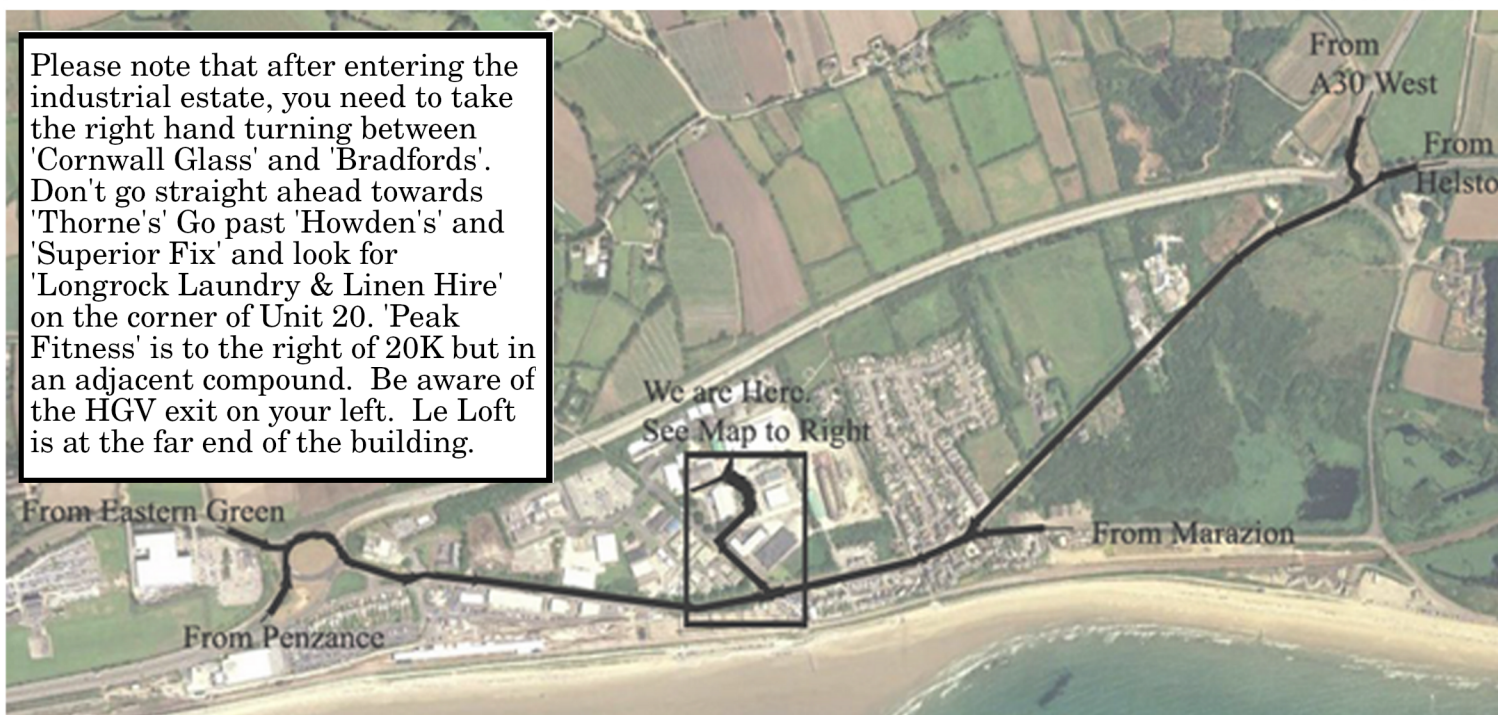 Please note that after entering the
industrial estate, you need to take
the right hand turning between
'Cornwall Glass' and 'Bradfords'.
Don't go straight ahead towards
'Thorne's' Go past 'Howden's' and
'Superior Fix' and look for
'Longrock Laundry & Linen Hire'
on the corner of Unit 20. 'Peak
Fitness' is to the right of 20K but in
an adjacent compound. Be aware of
the HGV exit on your left. Le Loft
is at the far end of the building.
From
A30 West
From
Helsto
We are Here.
See Map to Right
From Eastern Green
From Marazion
From Penzance